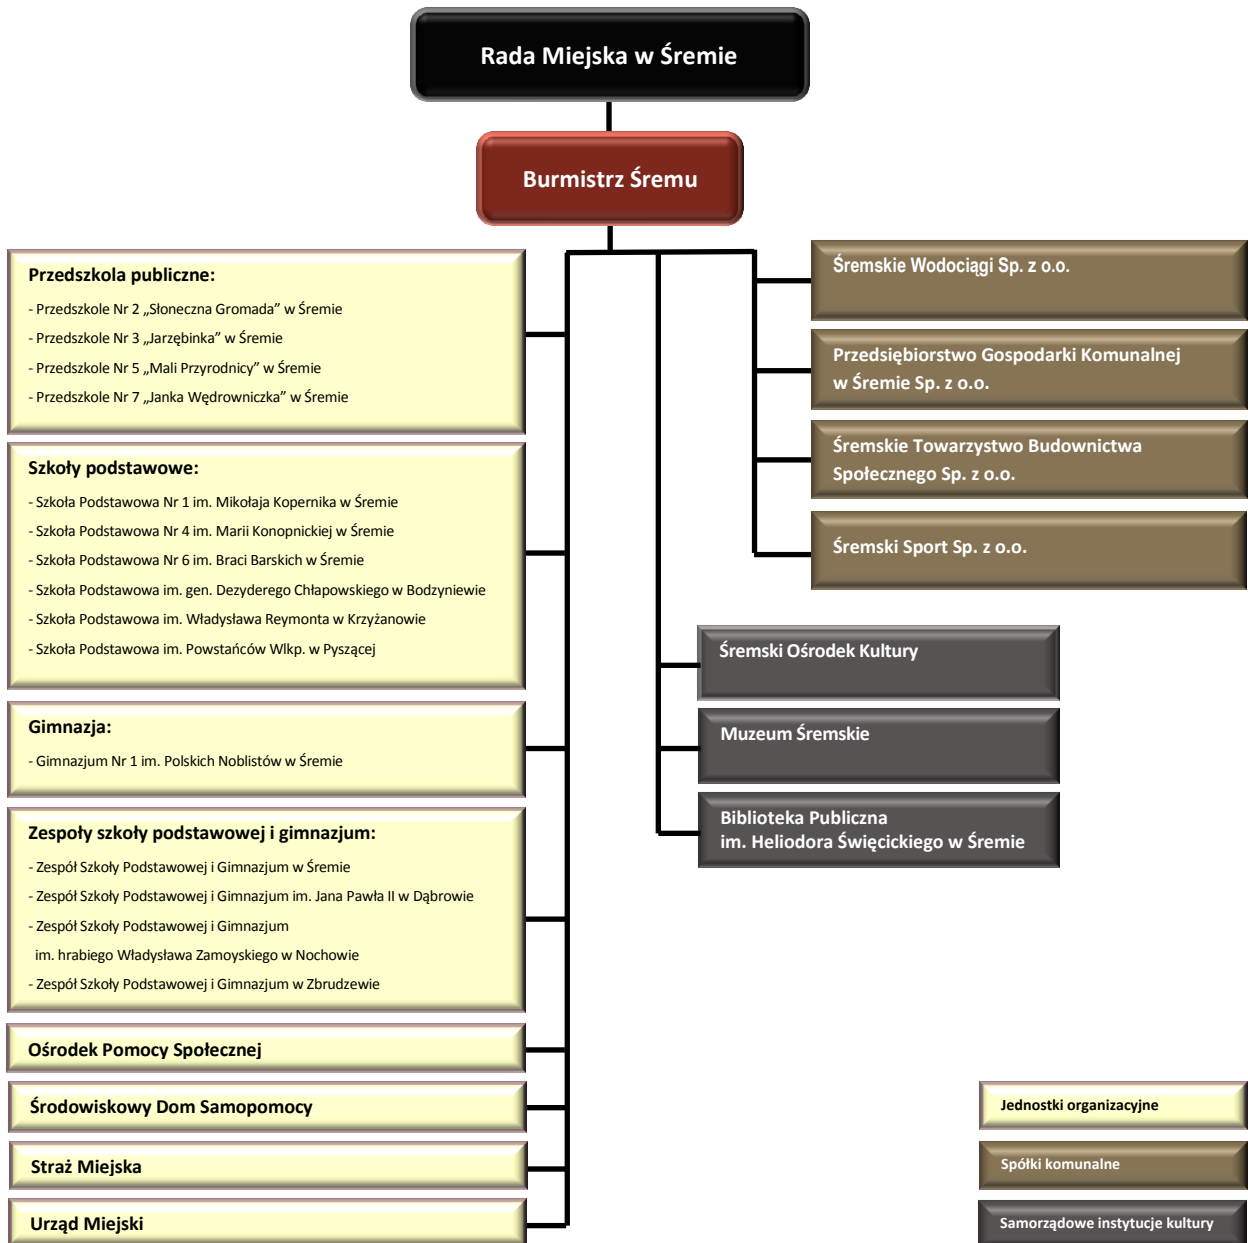 Rada Miejska w Śremie
Burmistrz Śremu
Przedszkola publiczne:
- Przedszkole Nr 2 „Słoneczna Gromada” w Śremie
- Przedszkole Nr 3 „Jarzębinka” w Śremie
- Przedszkole Nr 5 „Mali Przyrodnicy” w Śremie
- Przedszkole Nr 7 „Janka Wędrowniczka” w Śremie
Szkoły podstawowe:
- Szkoła Podstawowa Nr 1 im. Mikołaja Kopernika w Śremie
- Szkoła Podstawowa Nr 4 im. Marii Konopnickiej w Śremie
- Szkoła Podstawowa Nr 6 im. Braci Barskich w Śremie
- Szkoła Podstawowa im. gen. Dezyderego Chłapowskiego w Bodzyniewie
- Szkoła Podstawowa im. Władysława Reymonta w Krzyżanowie
- Szkoła Podstawowa im. Powstańców Wlkp. w Pyszącej
Gimnazja:
- Gimnazjum Nr 1 im. Polskich Noblistów w Śremie
Zespoły szkoły podstawowej i gimnazjum:
- Zespół Szkoły Podstawowej i Gimnazjum w Śremie
- Zespół Szkoły Podstawowej i Gimnazjum im. Jana Pawła II w Dąbrowie
- Zespół Szkoły Podstawowej i Gimnazjum
im. hrabiego Władysława Zamoyskiego w Nochowie
- Zespół Szkoły Podstawowej i Gimnazjum w Zbrudzewie
Ośrodek Pomocy Społecznej
Środowiskowy Dom Samopomocy
Straż Miejska
Urząd Miejski
Śremskie Wodociągi Sp. z o.o.
Przedsiębiorstwo Gospodarki Komunalnej
w Śremie Sp. z o.o.
Śremskie Towarzystwo Budownictwa
Społecznego Sp. z o.o.
Śremski Sport Sp. z o.o.
Śremski Ośrodek Kultury
Muzeum Śremskie
Biblioteka Publiczna
im. Heliodora Święcickiego w Śremie
Jednostki organizacyjne
Spółki komunalne
Samorządowe instytucje kultury